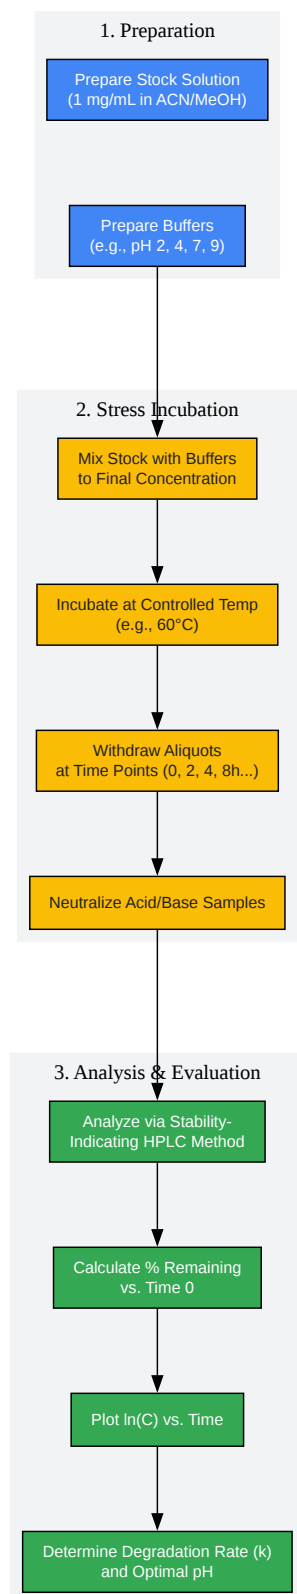 1. Preparation
Prepare Stock Solution
(1 mg/mL in ACN/MeOH)
Prepare Buffers
(e.g., pH 2, 4, 7, 9)
2. Stress Incubation
Mix Stock with Buffers
to Final Concentration
Incubate at Controlled Temp
(e.g., 60°C)
Withdraw Aliquots
at Time Points (0, 2, 4, 8h...)
Neutralize Acid/Base Samples
3. Analysis & Evaluation
Analyze via Stability-
Indicating HPLC Method
Calculate % Remaining
vs. Time 0
Plot ln(C) vs. Time
Determine Degradation Rate (k)
and Optimal pH